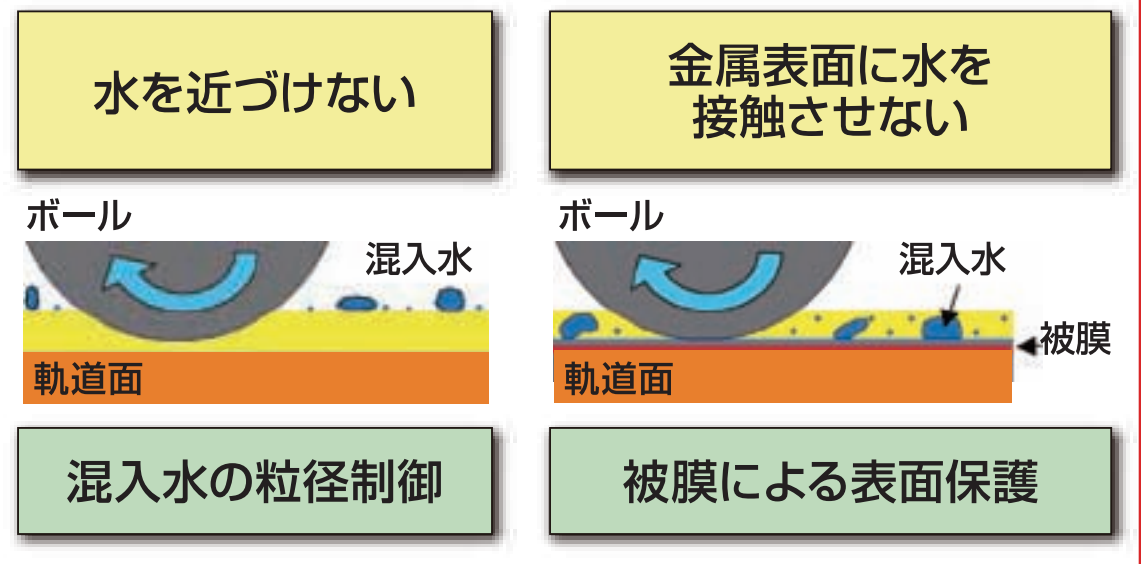 水を近づけない
金属表面に水を
接触させない
ボール
混入水
軌道面
ボール
混入水
被膜
軌道面
混入水の粒径制御
被膜による表面保護